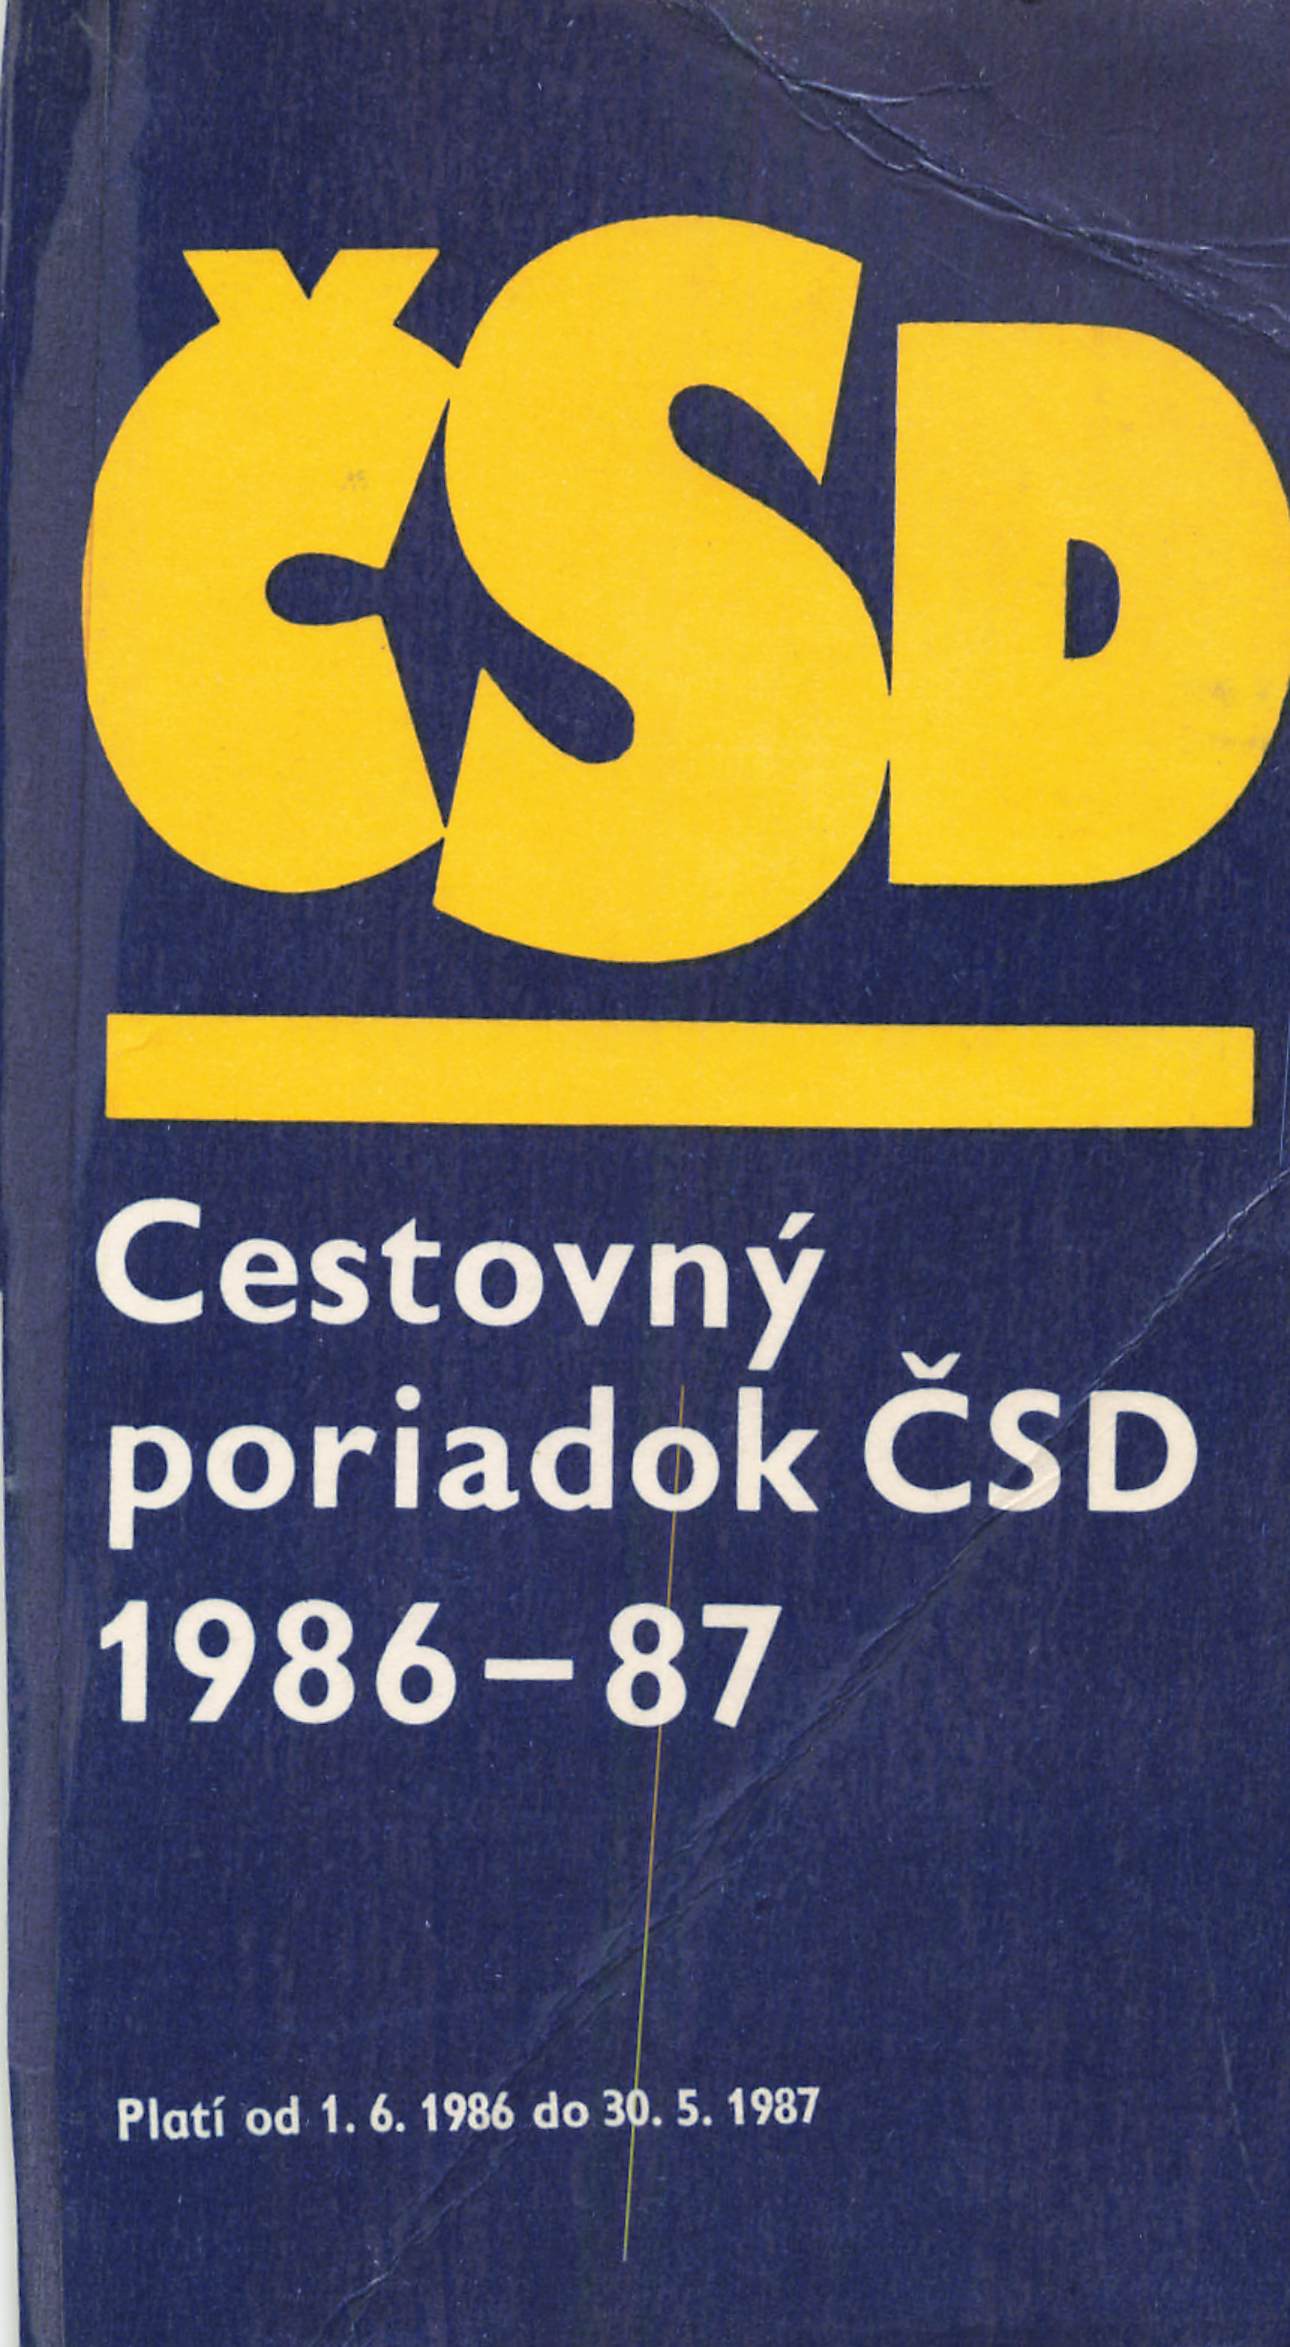 ČSD
Cestovný
poriadok ČSD
1986–87
Platí od 1. 6. 1986 do 30. 5. 1987